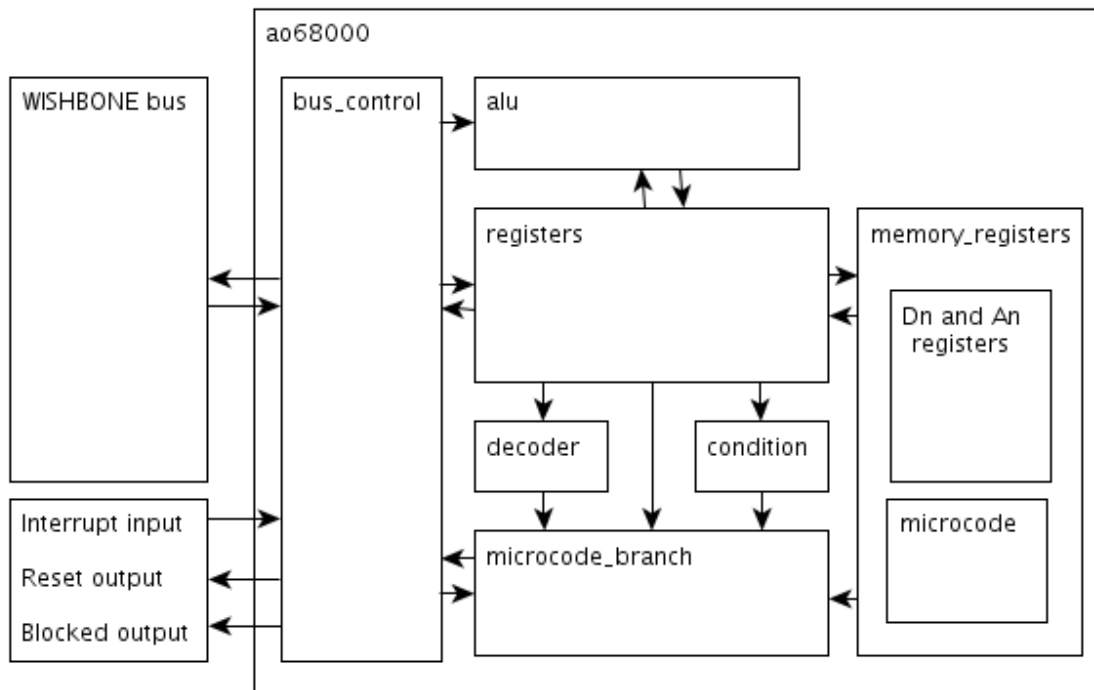 ao68000
WISHBONE bus
bus_control
alu
registers
memory_registers
Dn and An
registers
decoder
condition
microcode
Interrupt input
Reset output
Blocked output
microcode_branch